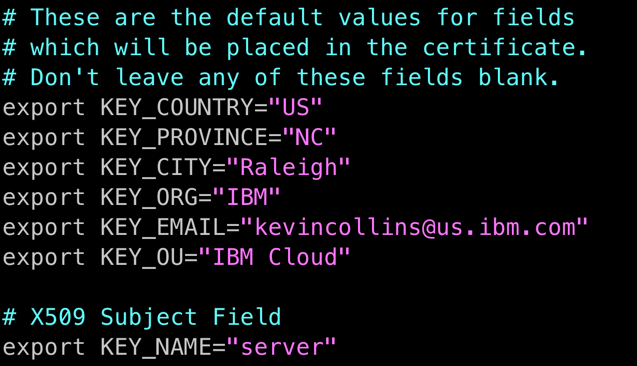 # These are the default values for fields
# which will be placed in the certificate.
# Don't leave any of these fields blank.
export KEY_COUNTRY="US"
export KEY_PROVINCE="NC"
export KEY_CITY="Raleigh"
export KEY_ORG="IBM"
export KEY_EMAIL="kevincollins@us.ibm.com"
export KEY_OU="IBM Cloud"

# X509 Subject Field
export KEY_NAME="server"